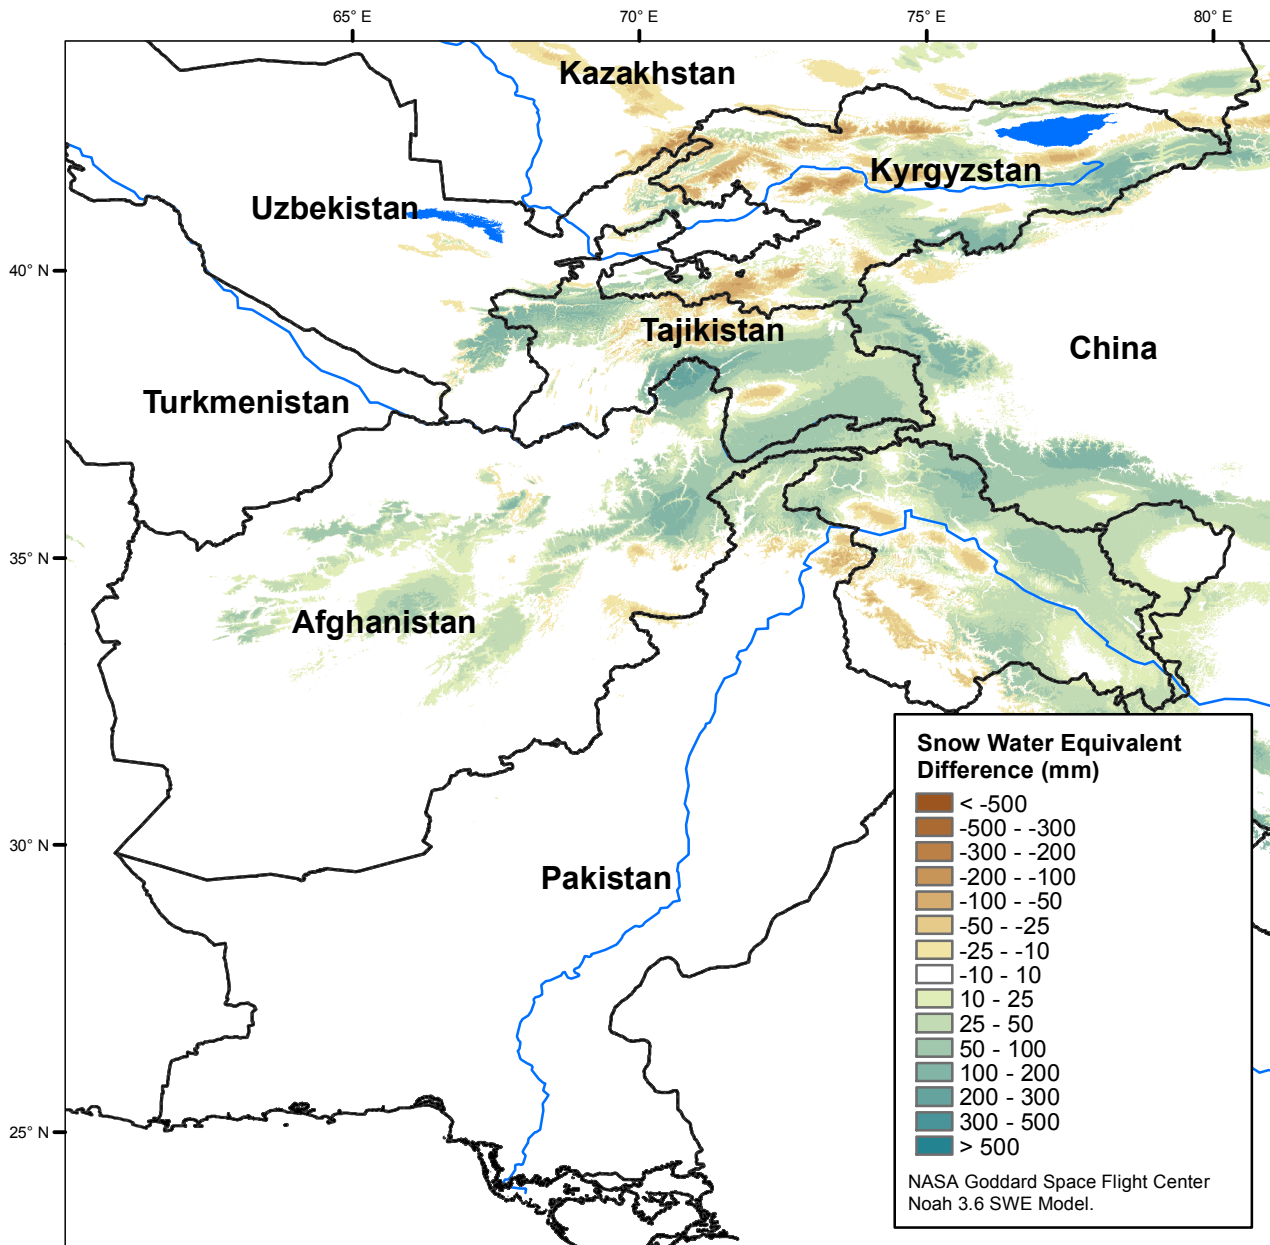 65° E
70° E
75° E
80° E
Kazakhstan
Kyrgyzstan
Uzbekistan
40° N
Tajikistan
China
Turkmenistan
35° N
Afghanistan
30° N
Pakistan
25° N
Snow Water Equivalent
Difference (mm)
< -500
-500 - -300
-300 - -200
-200 - -100
-100 - -50
-50 - -25
-25 - -10
-10 - 10
10 - 25
25 - 50
50 - 100
100 - 200
200 - 300
300 - 500
> 500
NASA Goddard Space Flight Center
Noah 3.6 SWE Model.